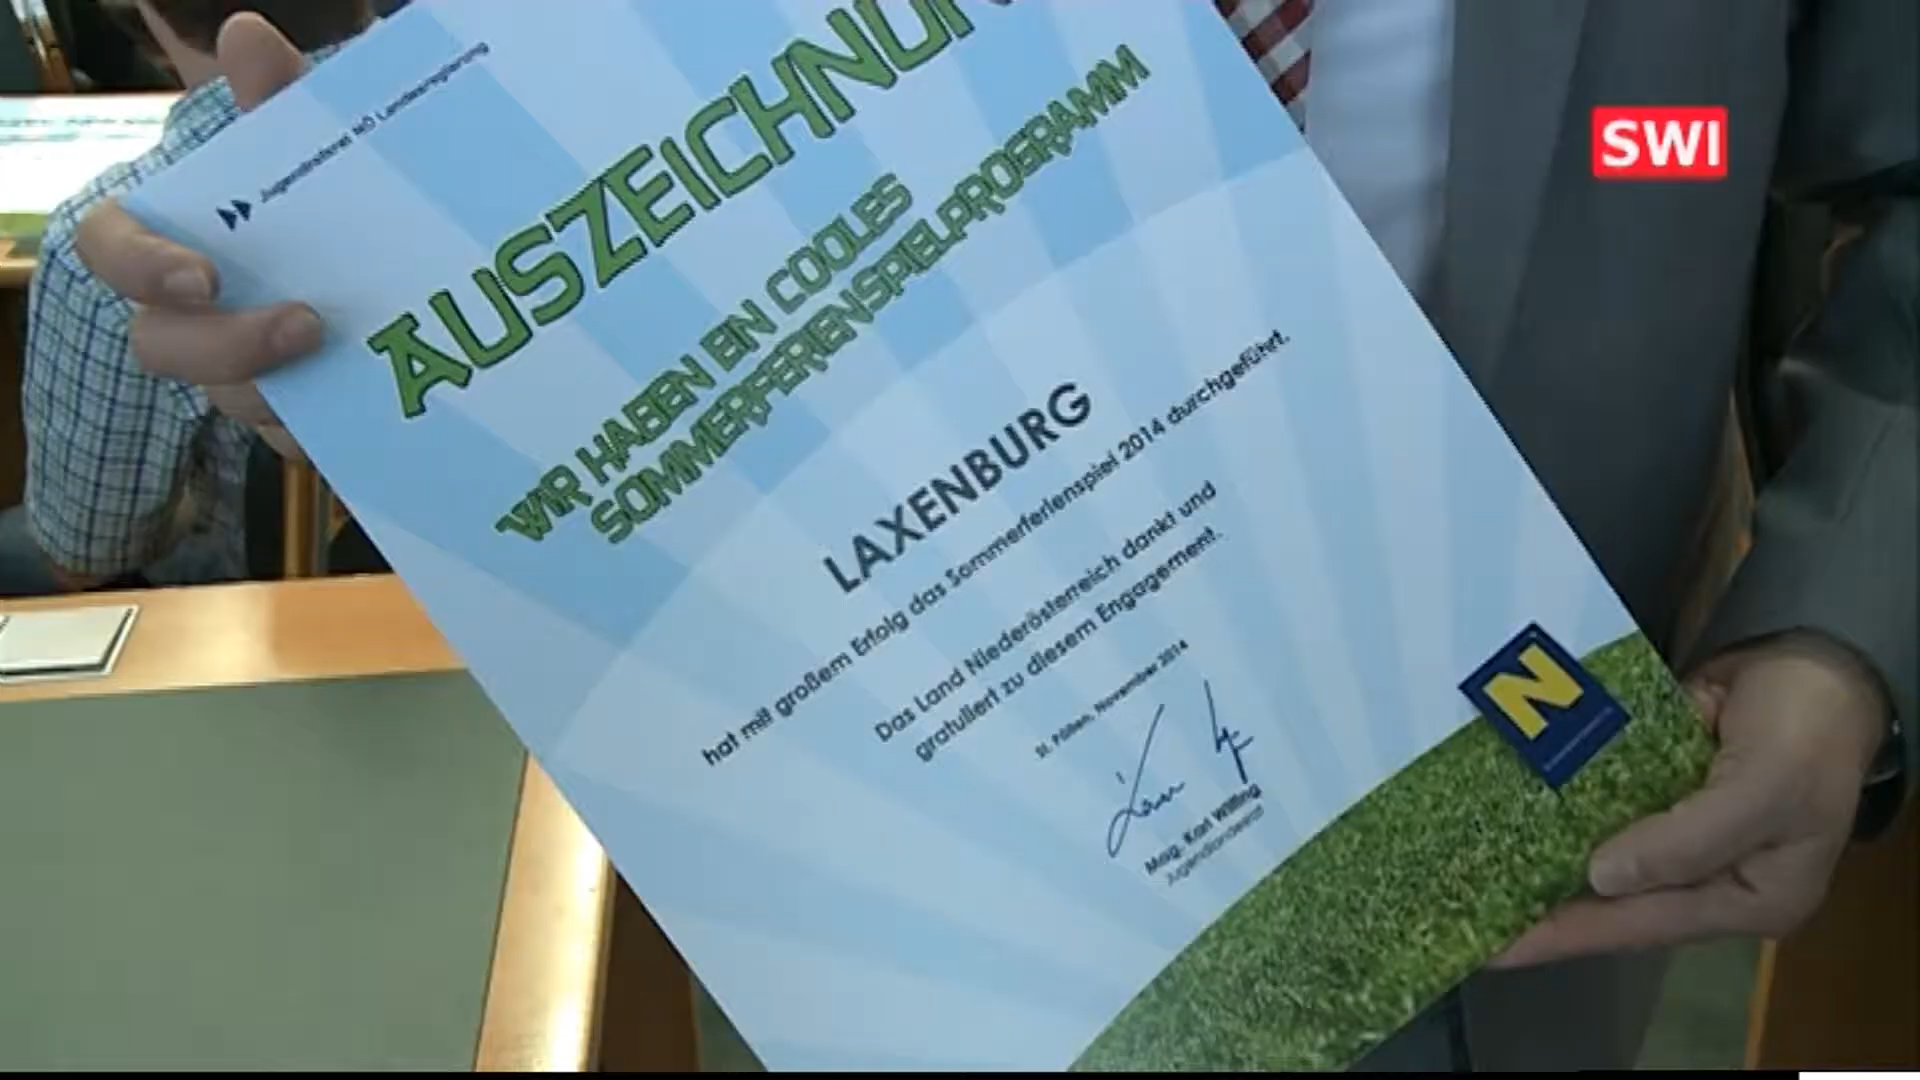 Jugendreferat NÖ Landesregierung
AUSZEICHNUN
WIR HABEN EIN COOLES
SOMMERFERIENSPIELPROGRAMM
LAXENBURG
hat mit großem Erfolg das Sommerferienspiel 2014 durchgeführt.
Das Land Niederösterreich dankt und
gratuliert zu diesem Engagement.
St. Pölten, November 2014
Mag. Karl Wilfing
Jugendlandesrat
N
SWI